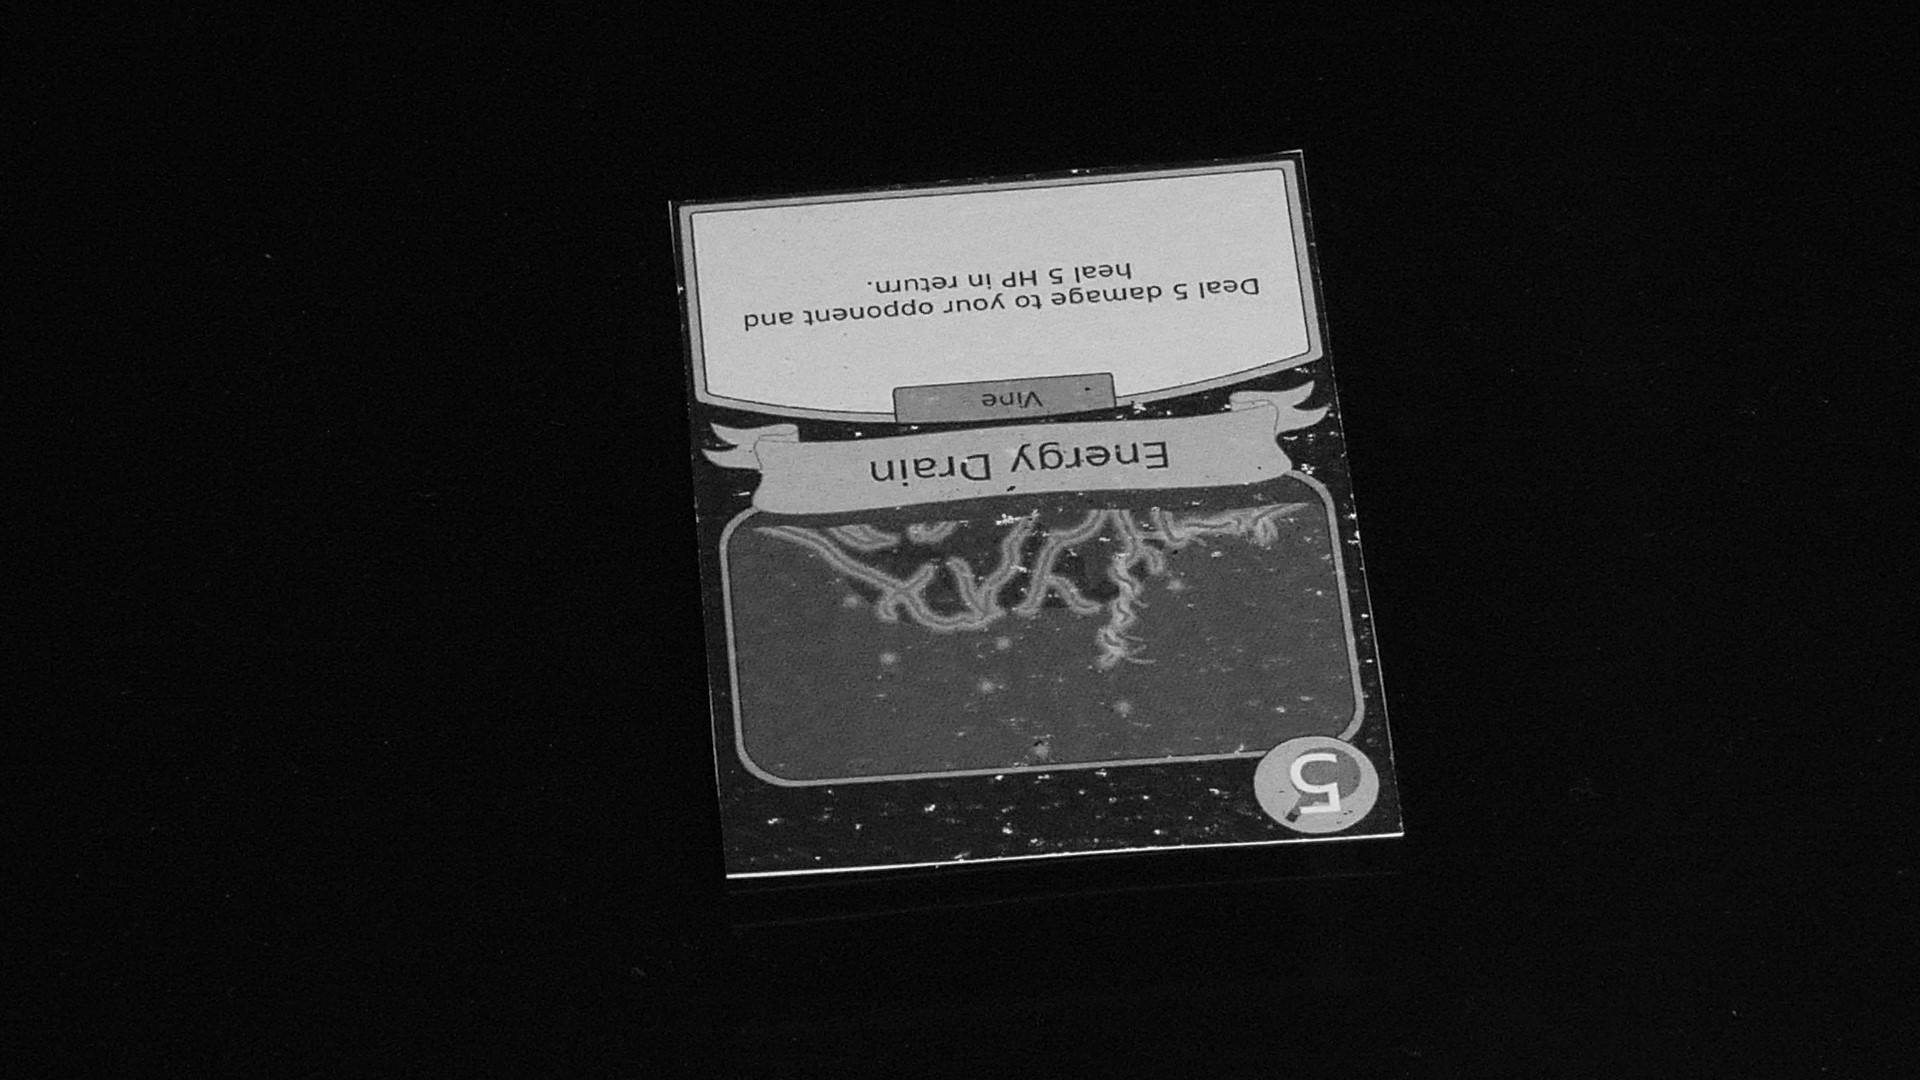 5
Energy Drain
Vine
Deal 5 damage to your opponent and
heal 5 HP in return.